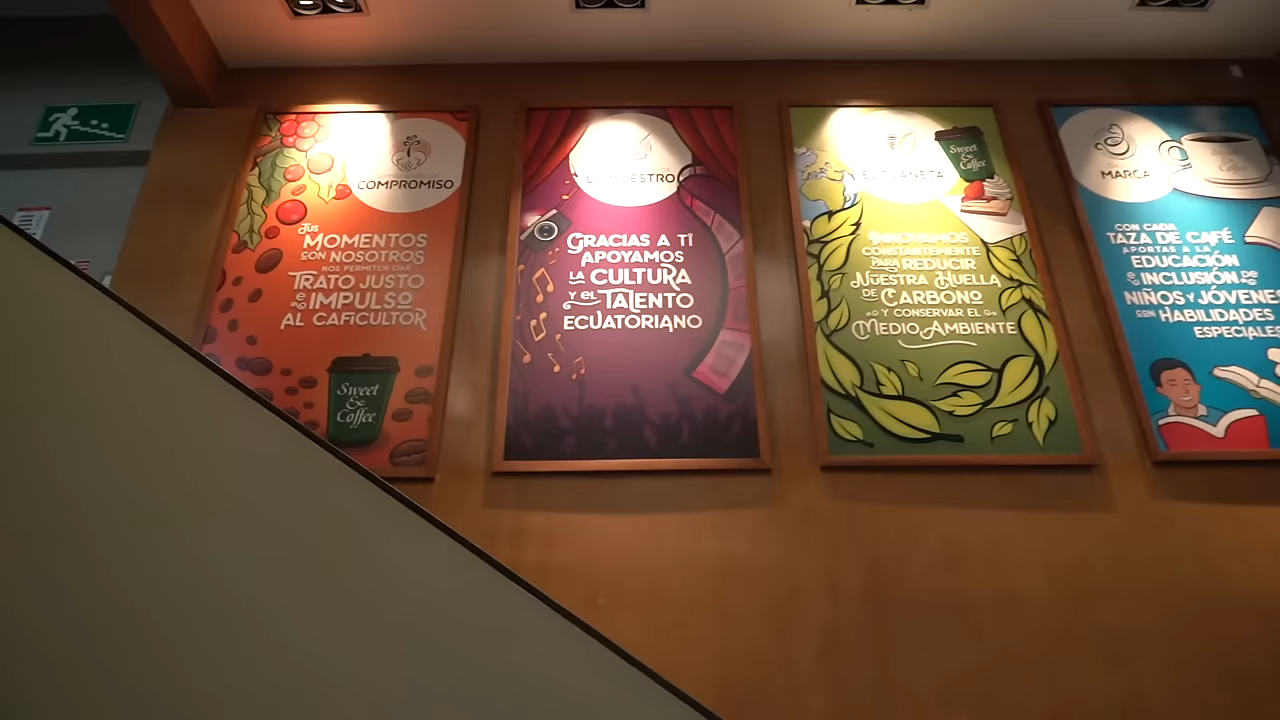 COMPROMISO
Tus
MOMENTOS
CON NOSOTROS
NOS PERMITEN DAR
TRATO JUSTO
e IMPULSO
AL CAFICULTOR
Sweet
&
Coffee
NUESTRO
GRACIAS A TI
APOYAMOS
LA CULTURA
Y el TALENTO
ECUATORIANO
PLANETA
Sweet
&
Coffee
INNOVAMOS
CONSTANTEMENTE
PARA REDUCIR
NUESTRA HUELLA
DE CARBONO
Y CONSERVAR EL
MEDIO AMBIENTE
MARCA
CON CADA
TAZA DE CAFÉ
APORTAS A LA
EDUCACIÓN
e INCLUSIÓN DE
NIÑOS Y JÓVENES
CON HABILIDADES
ESPECIALES